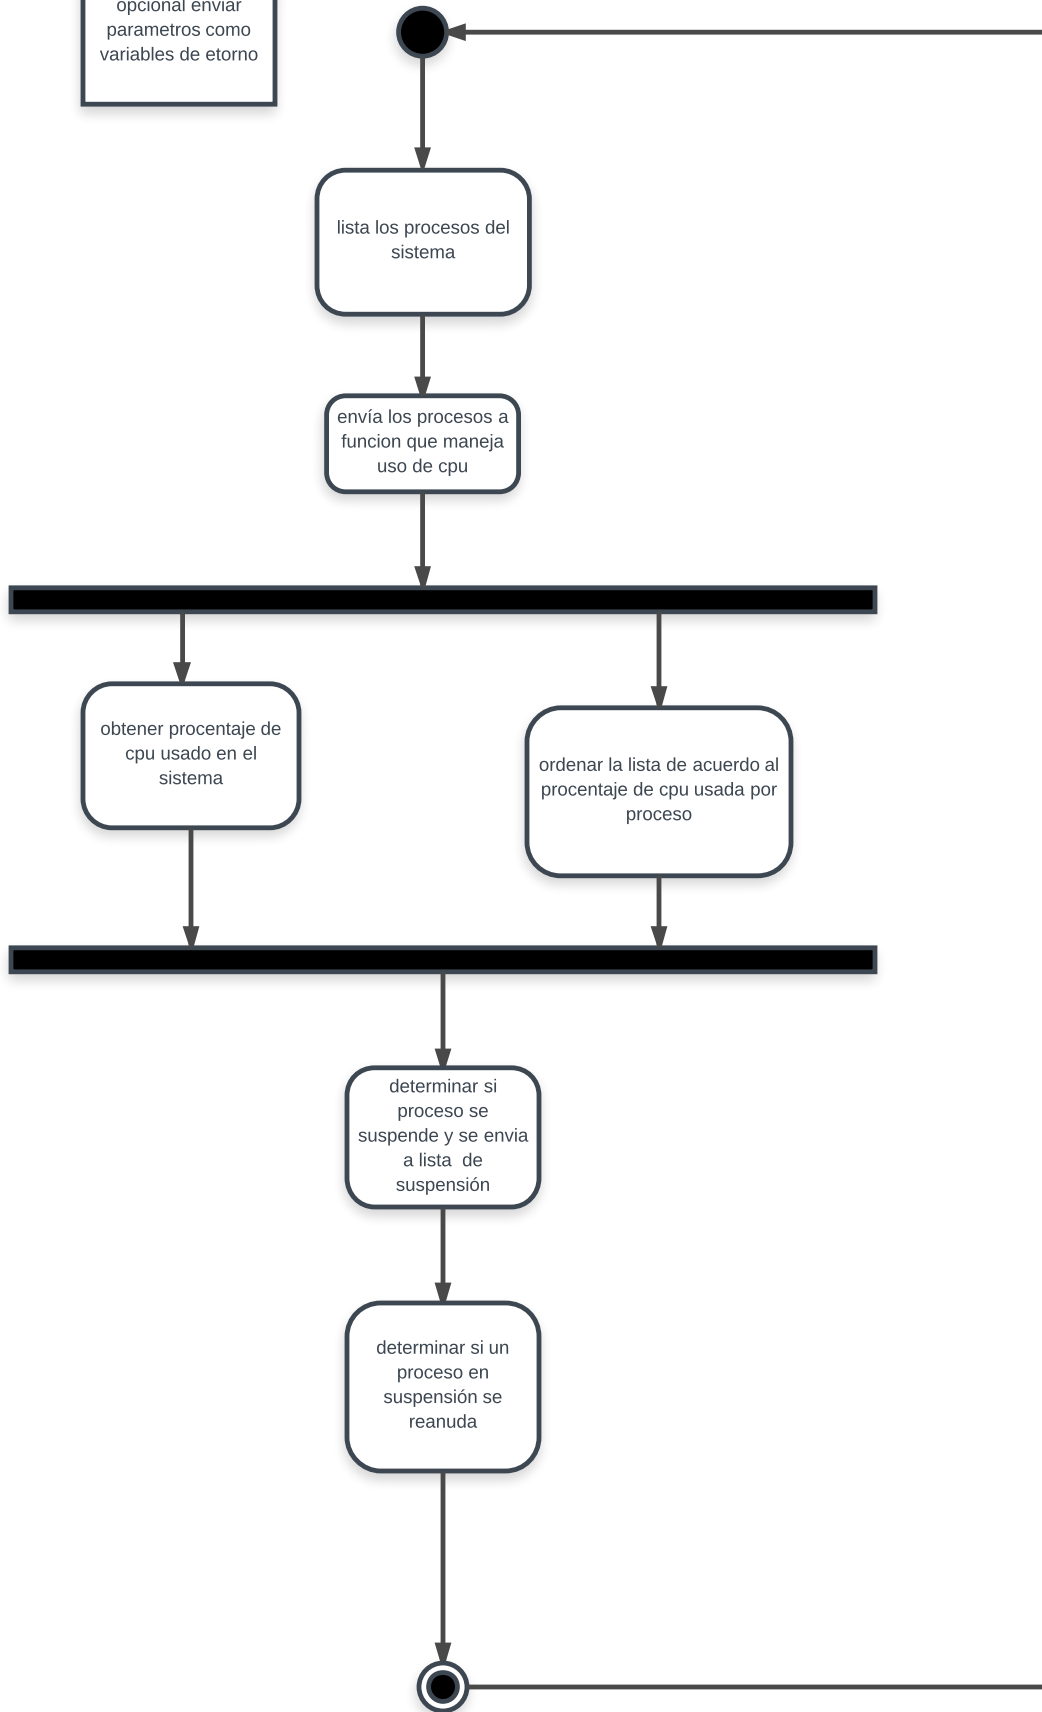 opcional enviar
parametros como
variables de etorno
lista los procesos del
sistema
envía los procesos a
funcion que maneja
uso de cpu
obtener procentaje de
cpu usado en el
sistema
ordenar la lista de acuerdo al
procentaje de cpu usada por
proceso
determinar si
proceso se
suspende y se envia
a lista  de
suspensión
determinar si un
proceso en
suspensión se
reanuda